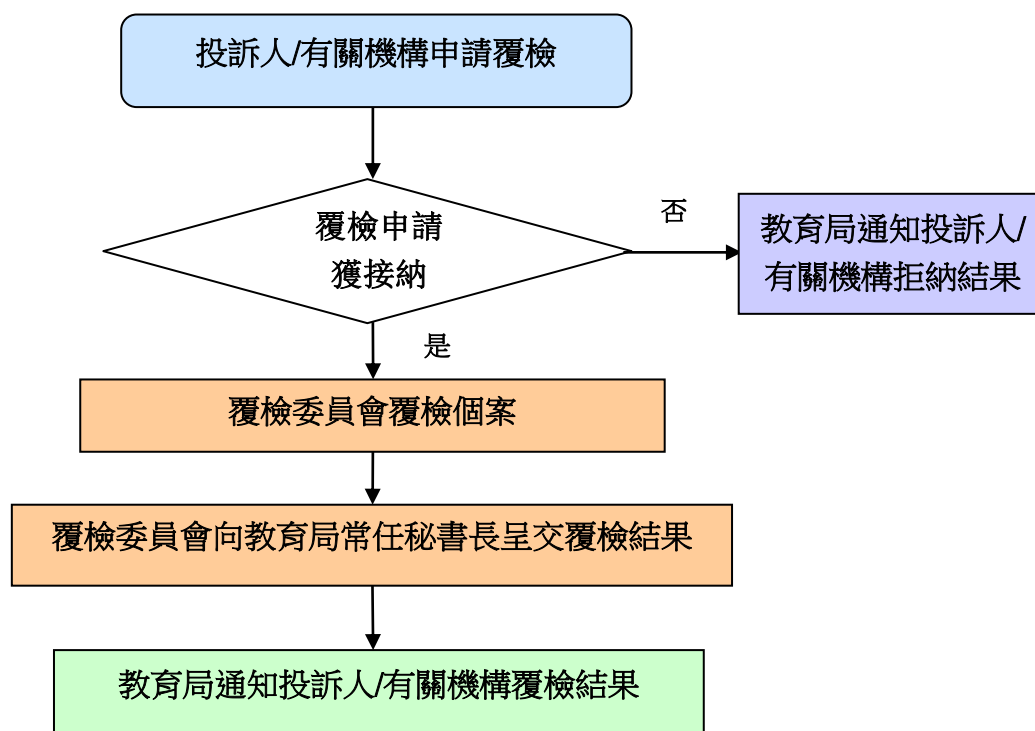 投訴人/有關機構申請覆檢
覆檢申請
獲接納
否
教育局通知投訴人/
有關機構拒納結果
是
覆檢委員會覆檢個案
覆檢委員會向教育局常任秘書長呈交覆檢結果
教育局通知投訴人/有關機構覆檢結果